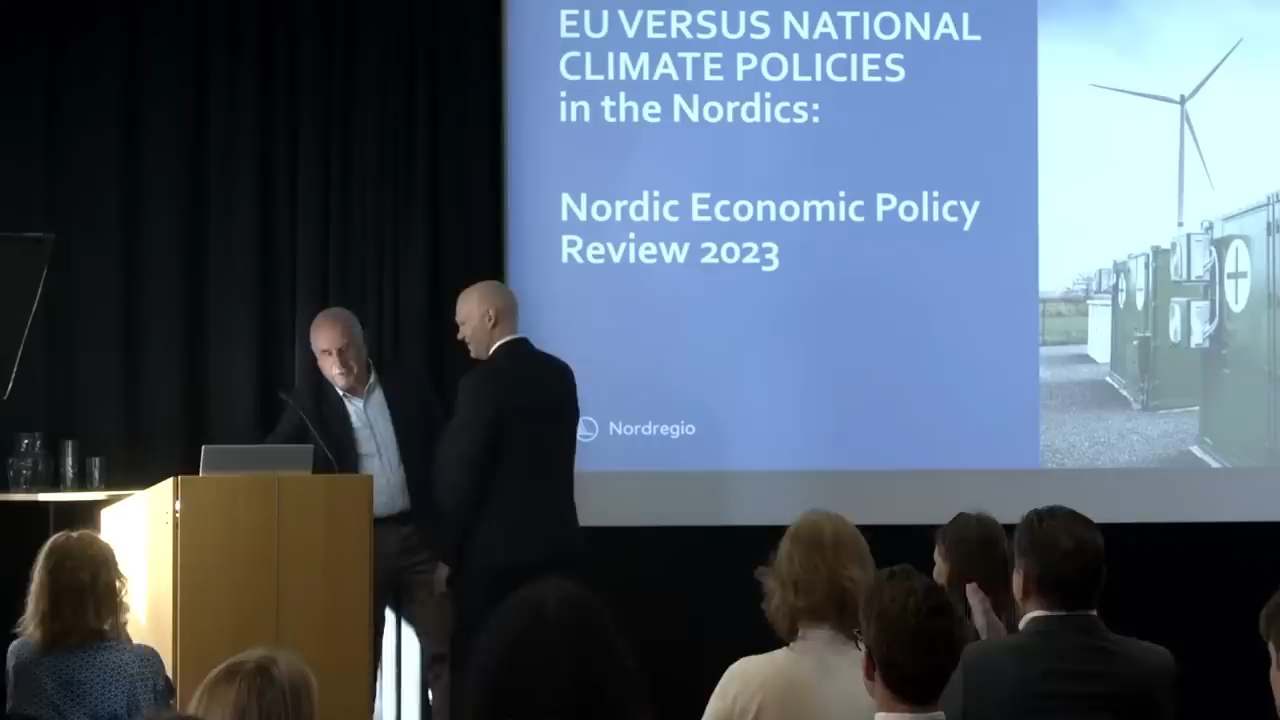 EU VERSUS NATIONAL
CLIMATE POLICIES
in the Nordics:
Nordic Economic Policy
Review 2023
Nordregio